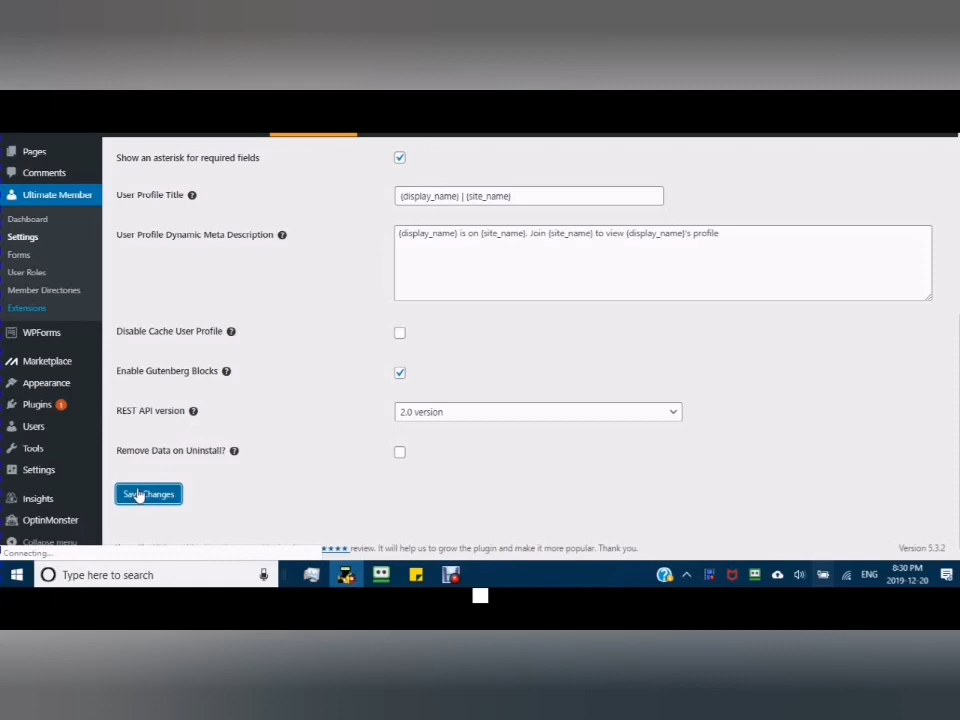 Pages
Comments
Ultimate Member
Dashboard
Settings
Forms
User Roles
Member Directories
Extensions
WPForms
Marketplace
Appearance
Plugins 1
Users
Tools
Settings
Insights
OptinMonster
Collapse menu
Connecting...
Show an asterisk for required fields
User Profile Title
{display_name} | {site_name}
User Profile Dynamic Meta Description
{display_name} is on {site_name}. Join {site_name} to view {display_name}'s profile
Disable Cache User Profile
Enable Gutenberg Blocks
REST API version
2.0 version
Remove Data on Uninstall?
Save Changes
review. It will help us to grow the plugin and make it more popular. Thank you.
Version 5.3.2
Type here to search
ENG
8:30 PM
2019-12-20